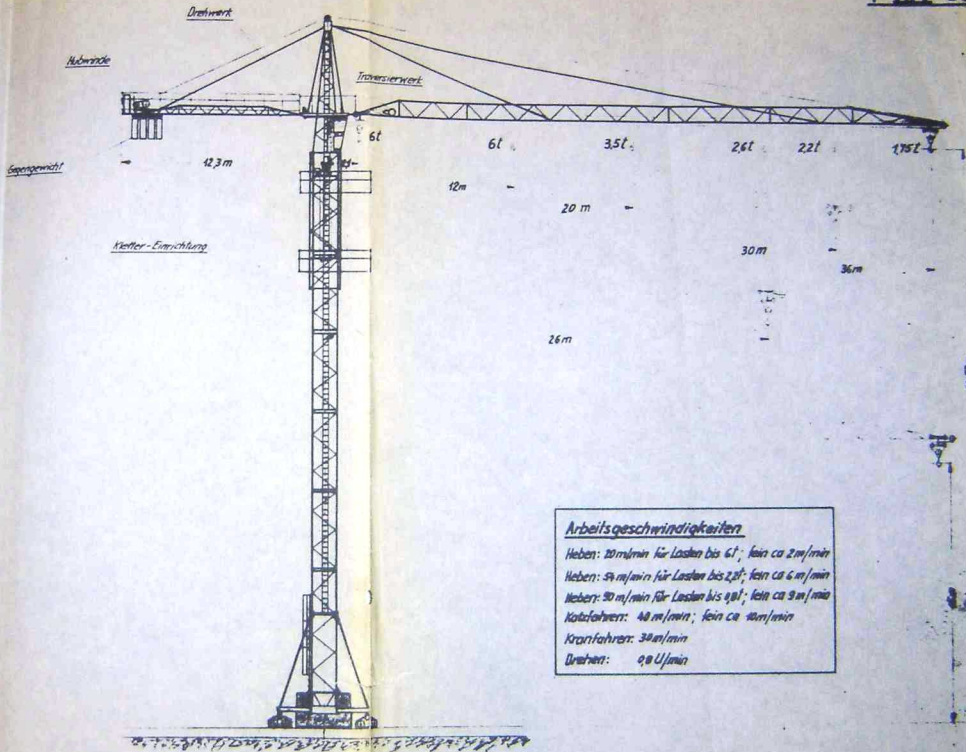 Drehwerk
Hubwinde
Traversierwerk
6t
6t
3,5t
2,6t
2,2t
1,75t
Gegengewicht
12,3m
12m
20 m
Kletter-Einrichtung
30m
36m
26m
Arbeitsgeschwindigkeiten
Heben: 20m/min für Lasten bis 6t; fein ca 2m/min
Heben: m/min für Lasten bis 2,2t; fein ca 6m/min
Heben: 90m/min für Lasten bis; fein ca 9m/min
Katzfahren: 40m/min; fein ca 10m/min
Kranfahren: 30m/min
Drehen: 0,8 U/min